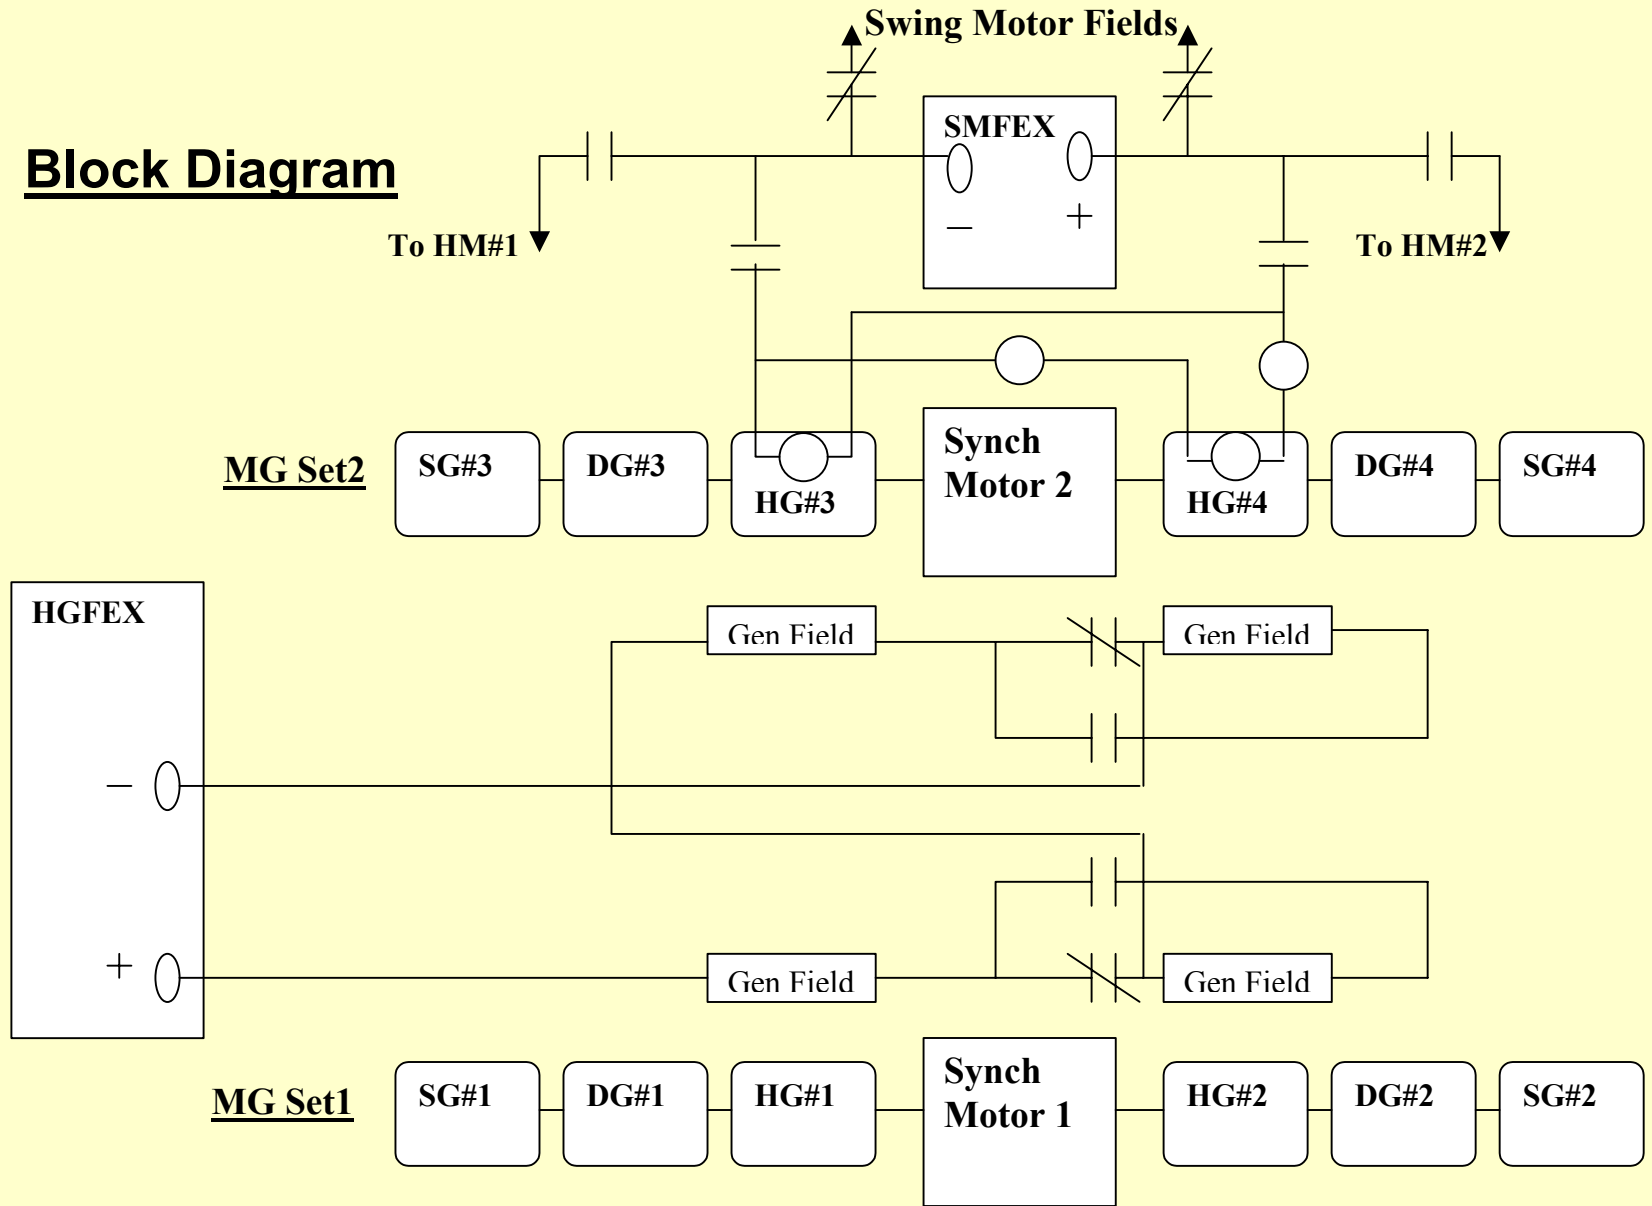 Swing Motor Fields
SMFEX
Block Diagram
− +
To HM#1
To HM#2
MG Set2
SG#3
DG#3
HG#3
Synch
Motor 2
HG#4
DG#4
SG#4
HGFEX
Gen Field
Gen Field
−
+
Gen Field
Gen Field
MG Set1
SG#1
DG#1
HG#1
Synch
Motor 1
HG#2
DG#2
SG#2